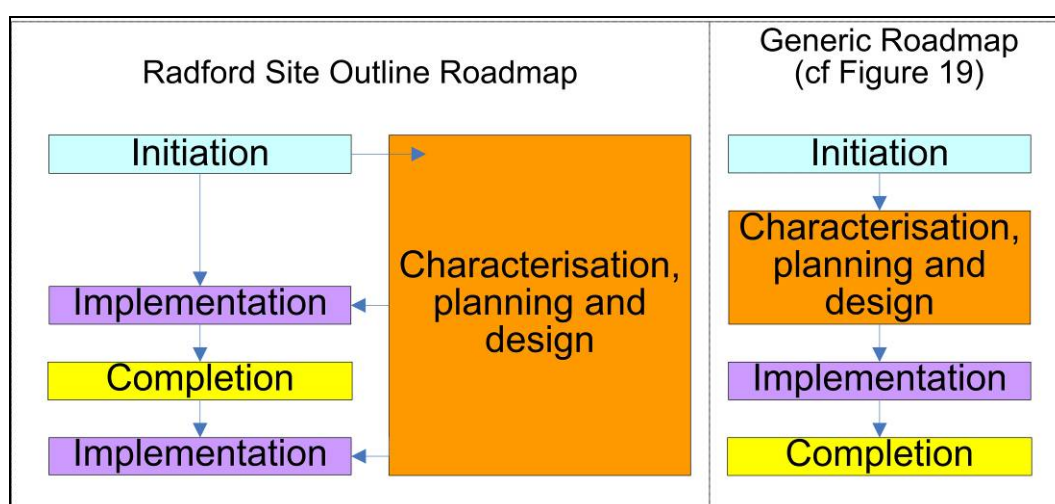 Radford Site Outline Roadmap
Initiation
Implementation
Completion
Implementation
Characterisation,
planning and
design
Generic Roadmap
(cf Figure 19)
Initiation
Characterisation,
planning and
design
Implementation
Completion